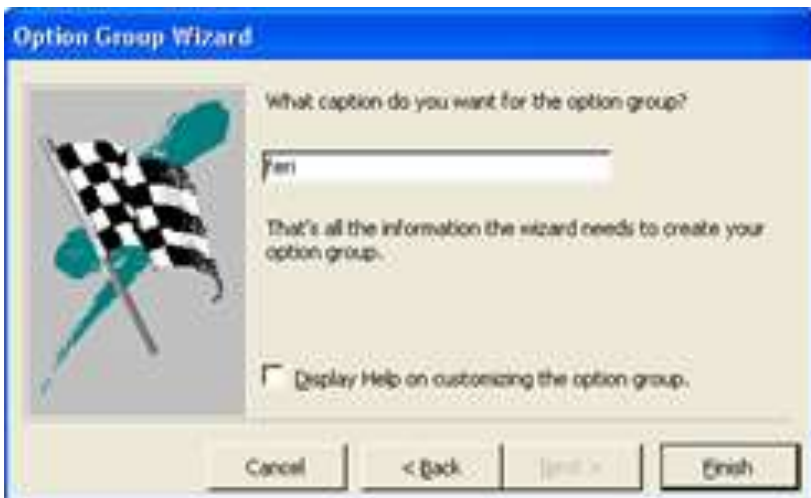 Option Group Wizard
What caption do you want for the option group?
That's all the information the wizard needs to create your
option group.
Display Help on customizing the option group.
Cancel
< Back
Next >
Finish